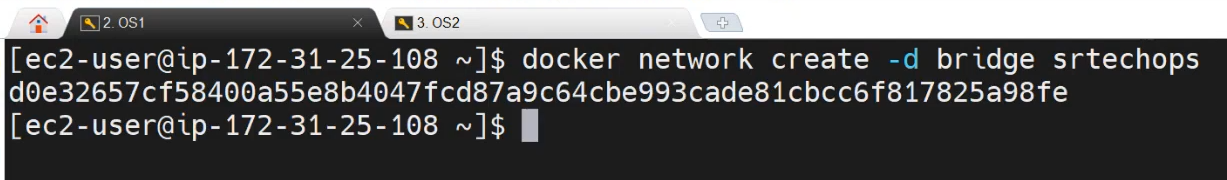 2. OS1
3. OS2
[ec2-user@ip-172-31-25-108 ~]$ docker network create -d bridge srtechops
d0e32657cf58400a55e8b4047fcd87a9c64cbe993cade81cbcc6f817825a98fe
[ec2-user@ip-172-31-25-108 ~]$